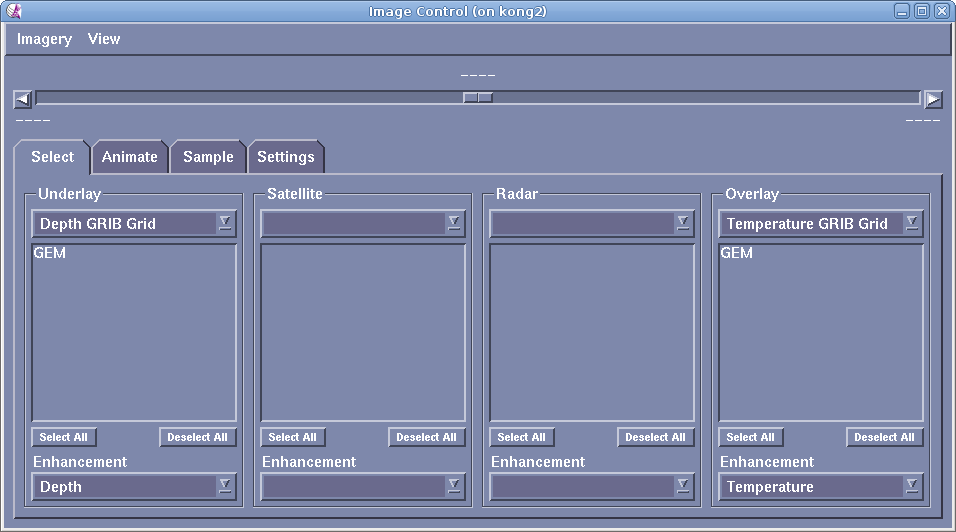 Image Control (on kong2)
Imagery View
----
---- ----
Select Animate Sample Settings
Underlay Satellite Radar Overlay
Depth GRIB Grid Temperature GRIB Grid
GEM GEM
Select All Deselect All Select All Deselect All Select All Deselect All Select All Deselect All
Enhancement Enhancement Enhancement Enhancement
Depth Temperature